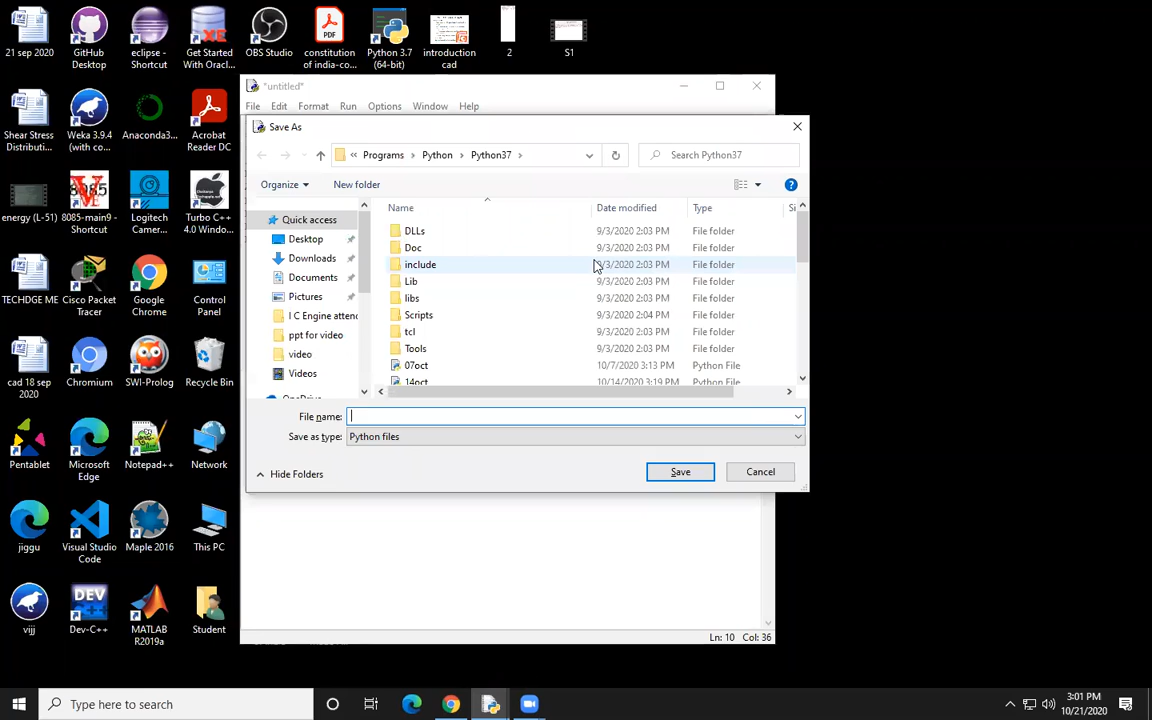 21 sep 2020
GitHub Desktop
eclipse - Shortcut
Get Started With Oracl...
OBS Studio
constitution of india-co...
Python 3.7 (64-bit)
introduction cad
2
S1
Shear Stress Distributi...
Weka 3.9.4 (with co...
Anaconda3...
Acrobat Reader DC
energy (L-51)
8085-main9 - Shortcut
Logitech Camer...
Turbo C++ 4.0 Windo...
TECHDGE ME
Cisco Packet Tracer
Google Chrome
Control Panel
cad 18 sep 2020
Chromium
SWI-Prolog
Recycle Bin
Pentablet
Microsoft Edge
Notepad++
Network
jiggu
Visual Studio Code
Maple 2016
This PC
vijj
Dev-C++
MATLAB R2019a
Student
*untitled*
File Edit Format Run Options Window Help
Save As
« Programs > Python > Python37 >
Search Python37
Organize
New folder
Quick access
Desktop
Downloads
Documents
Pictures
I C Engine attend
ppt for video
video
Videos
OneDrive
Name Date modified Type Si
DLLs 9/3/2020 2:03 PM File folder
Doc 9/3/2020 2:03 PM File folder
include 9/3/2020 2:03 PM File folder
Lib 9/3/2020 2:03 PM File folder
libs 9/3/2020 2:03 PM File folder
Scripts 9/3/2020 2:04 PM File folder
tcl 9/3/2020 2:03 PM File folder
Tools 9/3/2020 2:03 PM File folder
07oct 10/7/2020 3:13 PM Python File
14oct 10/14/2020 3:19 PM Python File
File name:
Save as type: Python files
Hide Folders
Save
Cancel
Ln: 10 Col: 36
Type here to search
3:01 PM
10/21/2020